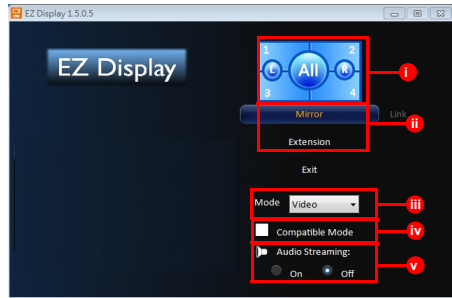 EZ Display 1.5.0.5
EZ Display
1 2
L All R
3 4
i
Mirror Link
ii
Extension
Exit
Mode Video
iii
Compatible Mode
iv
Audio Streaming:
v
On Off